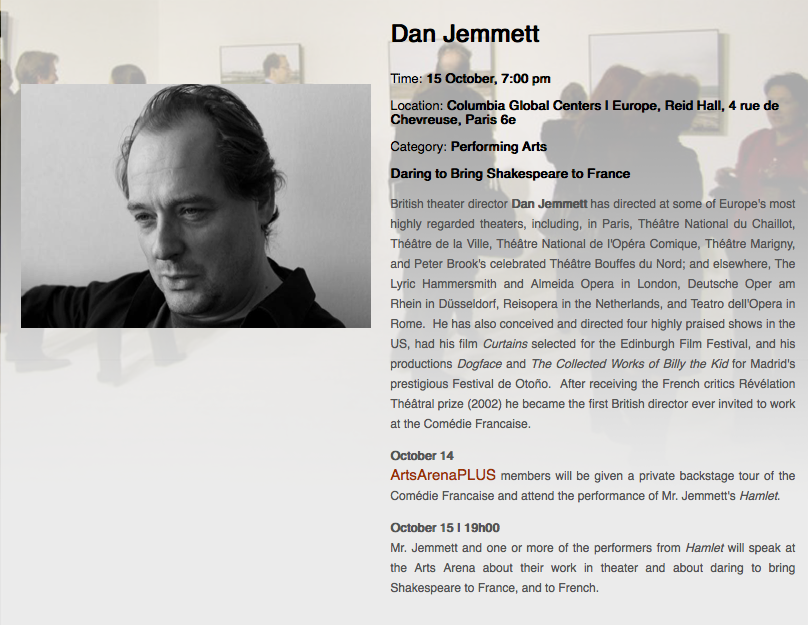 Dan Jemmett
Time: 15 October, 7:00 pm
Location: Columbia Global Centers | Europe, Reid Hall, 4 rue de
Chevreuse, Paris 6e
Category: Performing Arts
Daring to Bring Shakespeare to France
British theater director Dan Jemmett has directed at some of Europe's most
highly regarded theaters, including, in Paris, Théâtre National du Chaillot,
Théâtre de la Ville, Théâtre National de l'Opéra Comique, Théâtre Marigny,
and Peter Brook's celebrated Théâtre Bouffes du Nord; and elsewhere, The
Lyric Hammersmith and Almeida Opera in London, Deutsche Oper am
Rhein in Düsseldorf, Reisopera in the Netherlands, and Teatro dell'Opera in
Rome. He has also conceived and directed four highly praised shows in the
US, had his film Curtains selected for the Edinburgh Film Festival, and his
productions Dogface and The Collected Works of Billy the Kid for Madrid's
prestigious Festival de Otoño. After receiving the French critics Révélation
Théâtral prize (2002) he became the first British director ever invited to work
at the Comédie Francaise.
October 14
ArtsArenaPLUS members will be given a private backstage tour of the
Comédie Francaise and attend the performance of Mr. Jemmett's Hamlet.
October 15 | 19h00
Mr. Jemmett and one or more of the performers from Hamlet will speak at
the Arts Arena about their work in theater and about daring to bring
Shakespeare to France, and to French.